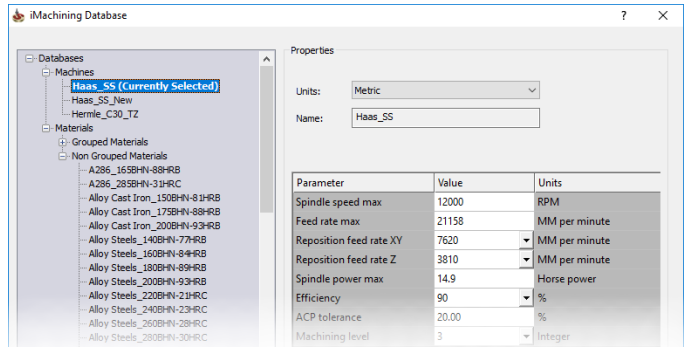 iMachining Database
? X
Databases
Machines
Haas_SS (Currently Selected)
Haas_SS_New
Hermle_C30_TZ
Materials
Grouped Materials
Non Grouped Materials
A286_165BHN-88HRB
A286_285BHN-31HRC
Alloy Cast Iron_150BHN-81HRB
Alloy Cast Iron_175BHN-88HRB
Alloy Cast Iron_200BHN-93HRB
Alloy Steels_140BHN-77HRB
Alloy Steels_160BHN-84HRB
Alloy Steels_180BHN-89HRB
Alloy Steels_200BHN-93HRB
Alloy Steels_220BHN-21HRC
Alloy Steels_240BHN-23HRC
Alloy Steels_260BHN-28HRC
Alloy Steels_280BHN-30HRC
Properties
Units: Metric
Name: Haas_SS
Parameter Value Units
Spindle speed max 12000 RPM
Feed rate max 21158 MM per minute
Reposition feed rate XY 7620 MM per minute
Reposition feed rate Z 3810 MM per minute
Spindle power max 14.9 Horse power
Efficiency 90 %
ACP tolerance 20.00 %
Machining level 3 Integer